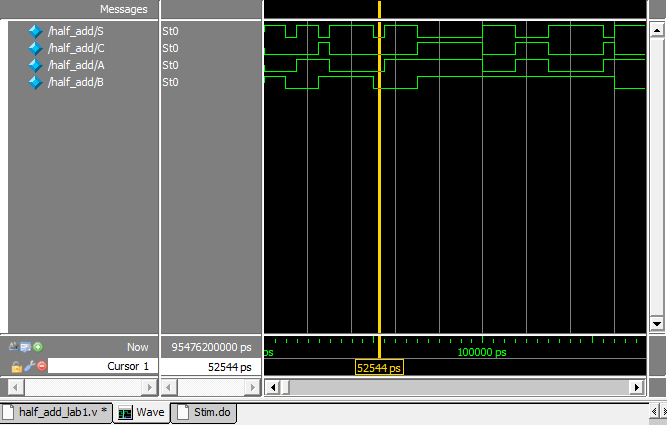 Messages
/half_add/S St0
/half_add/C St0
/half_add/A St0
/half_add/B St0
Now 95476200000 ps ps 100000 ps
Cursor 1 52544 ps 52544 ps
half_add_lab1.v * Wave Stim.do